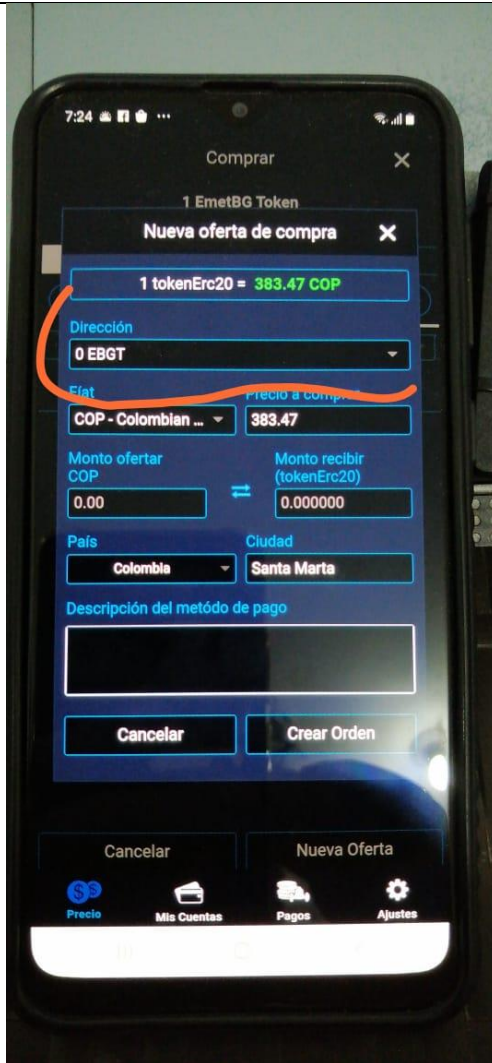 7:24
Comprar
1 EmetBG Token
Nueva oferta de compra
1 tokenErc20 = 383.47 COP
Dirección
0 EBGT
Fíat
Precio a comprar
COP - Colombian ...
383.47
Monto ofertar COP
Monto recibir (tokenErc20)
0.00
0.000000
País
Ciudad
Colombia
Santa Marta
Descripción del metódo de pago
Cancelar
Crear Orden
Cancelar
Nueva Oferta
Precio
Mis Cuentas
Pagos
Ajustes